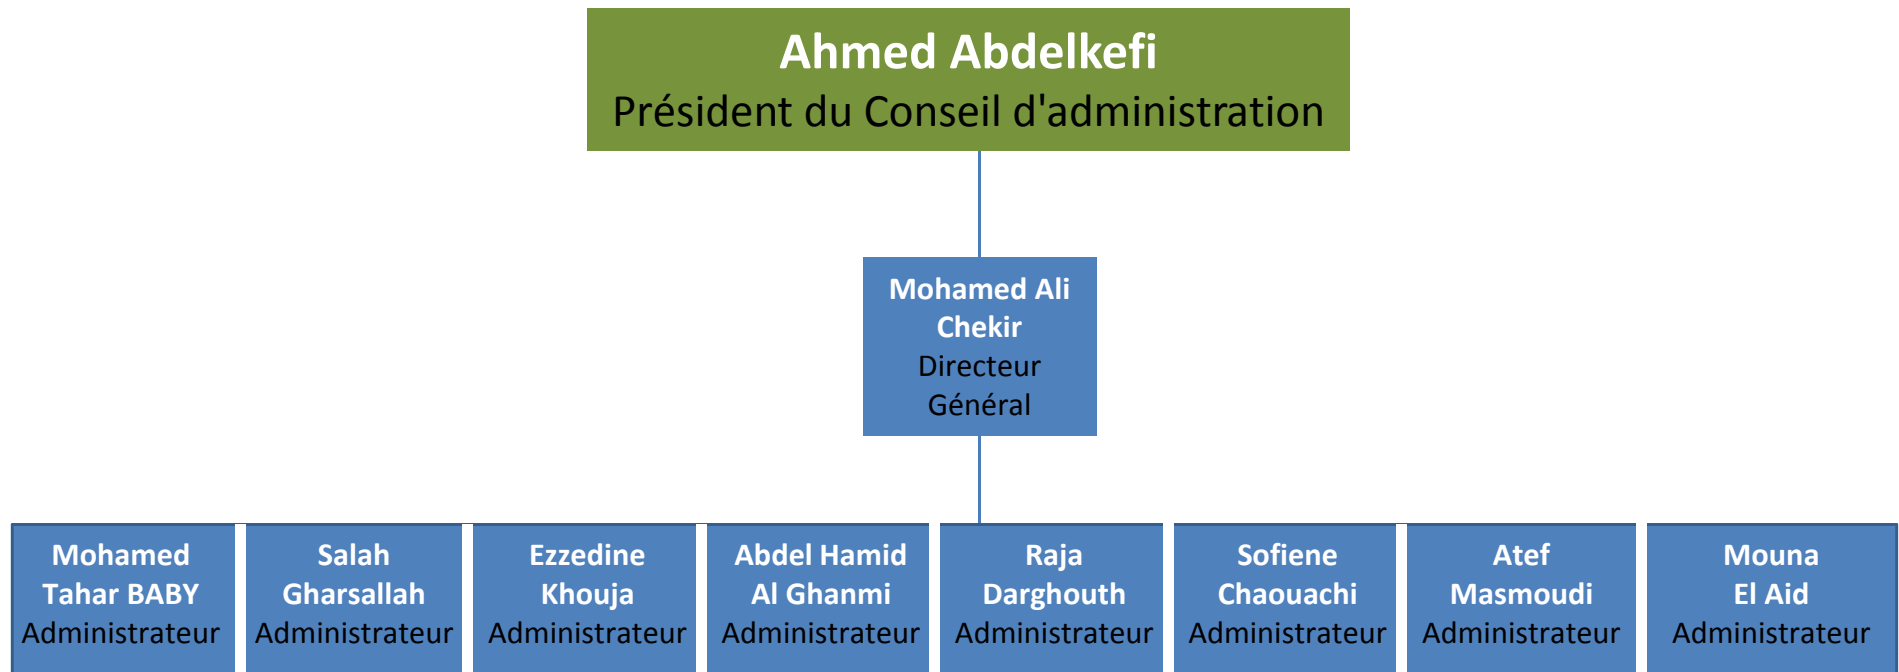 Ahmed Abdelkefi
Président du Conseil d'administration
Mohamed Ali
Chekir
Directeur
Général
Mohamed
Tahar BABY
Administrateur
Salah
Gharsallah
Administrateur
Ezzedine
Khouja
Administrateur
Abdel Hamid
Al Ghanmi
Administrateur
Raja
Darghouth
Administrateur
Sofiene
Chaouachi
Administrateur
Atef
Masmoudi
Administrateur
Mouna
El Aid
Administrateur